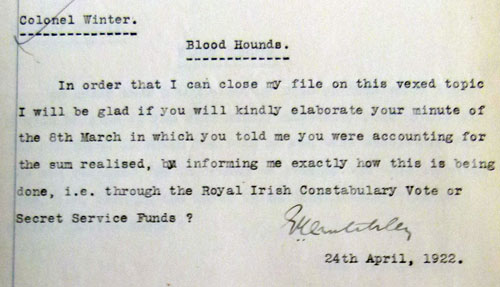 Colonel Winter.
Blood Hounds.
In order that I can close my file on this vexed topic
I will be glad if you will kindly elaborate your minute of
the 8th March in which you told me you were accounting for
the sum realised, by informing me exactly how this is being
done, i.e. through the Royal Irish Constabulary Vote or
Secret Service Funds ?
24th April, 1922.